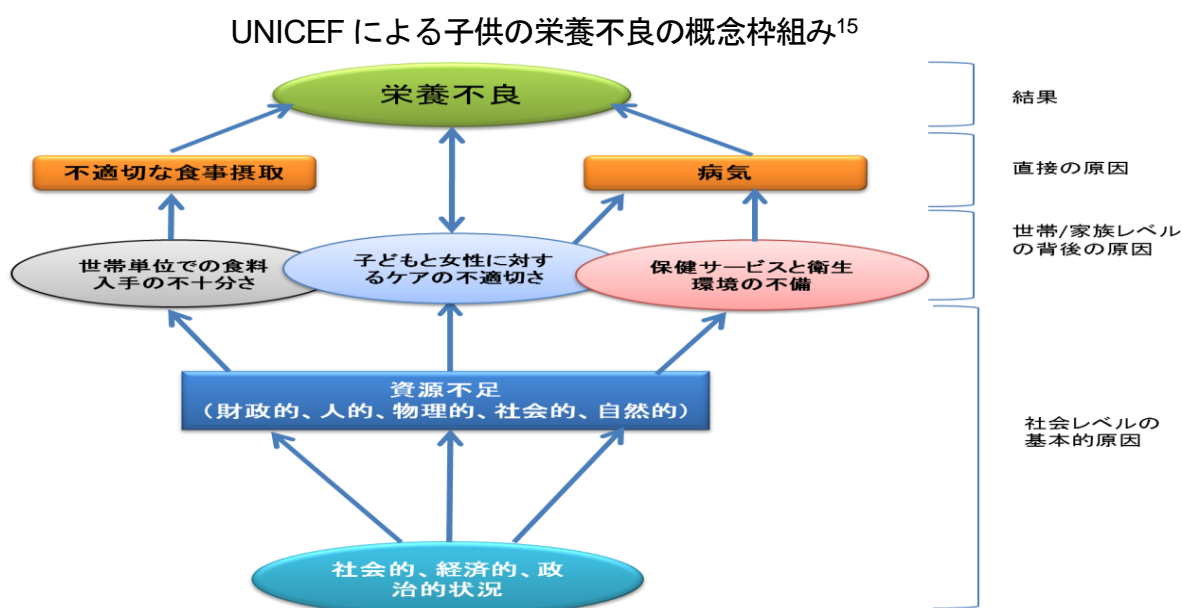 UNICEF による子供の栄養不良の概念枠組み15
栄養不良
結果
不適切な食事摂取
病気
直接の原因
世帯単位での食料
入手の不十分さ
子どもと女性に対す
るケアの不適切さ
保健サービスと衛生
環境の不備
世帯/家族レベル
の背後の原因
資源不足
（財政的、人的、物理的、社会的、自然的）
社会レベルの
基本的原因
社会的、経済的、政
治的状況